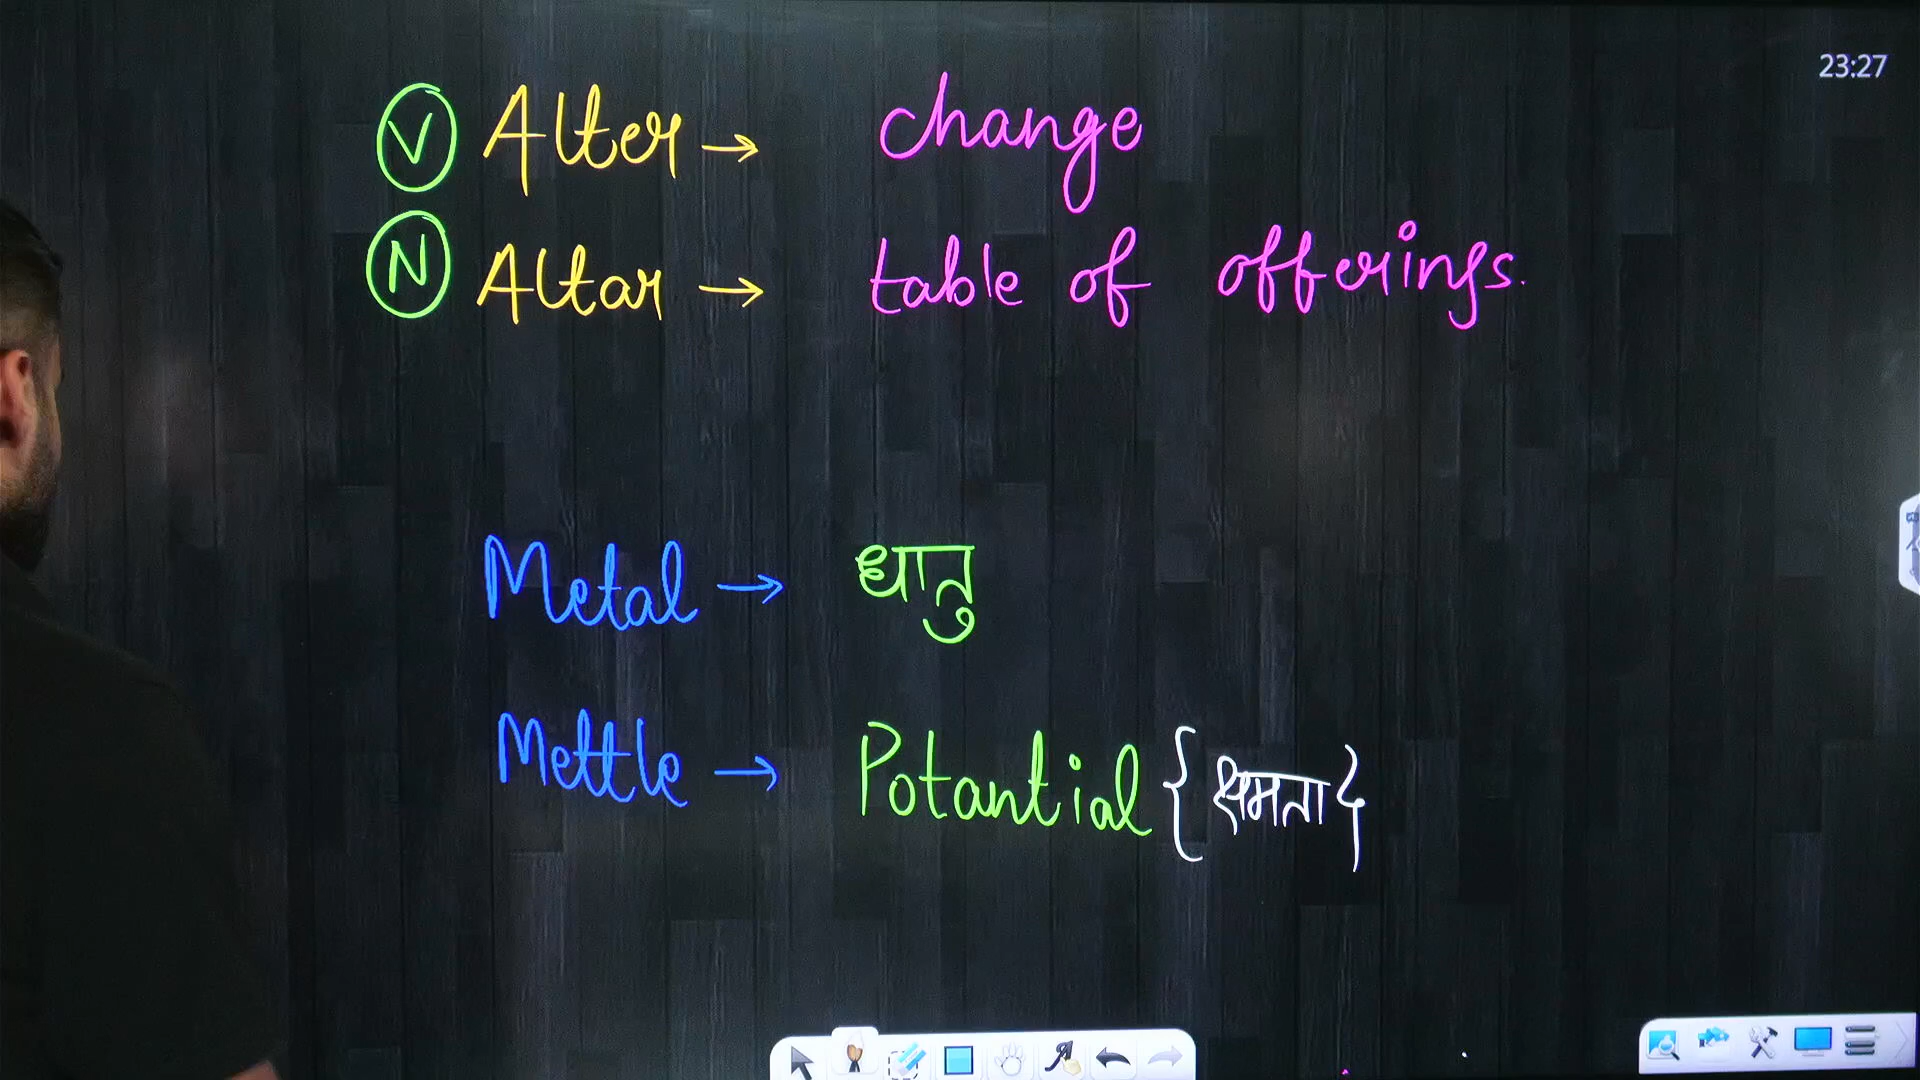 23:27
V Alter → change
N Altar → table of offerings.
Metal → धातु
Mettle → Potantial {क्षमता}